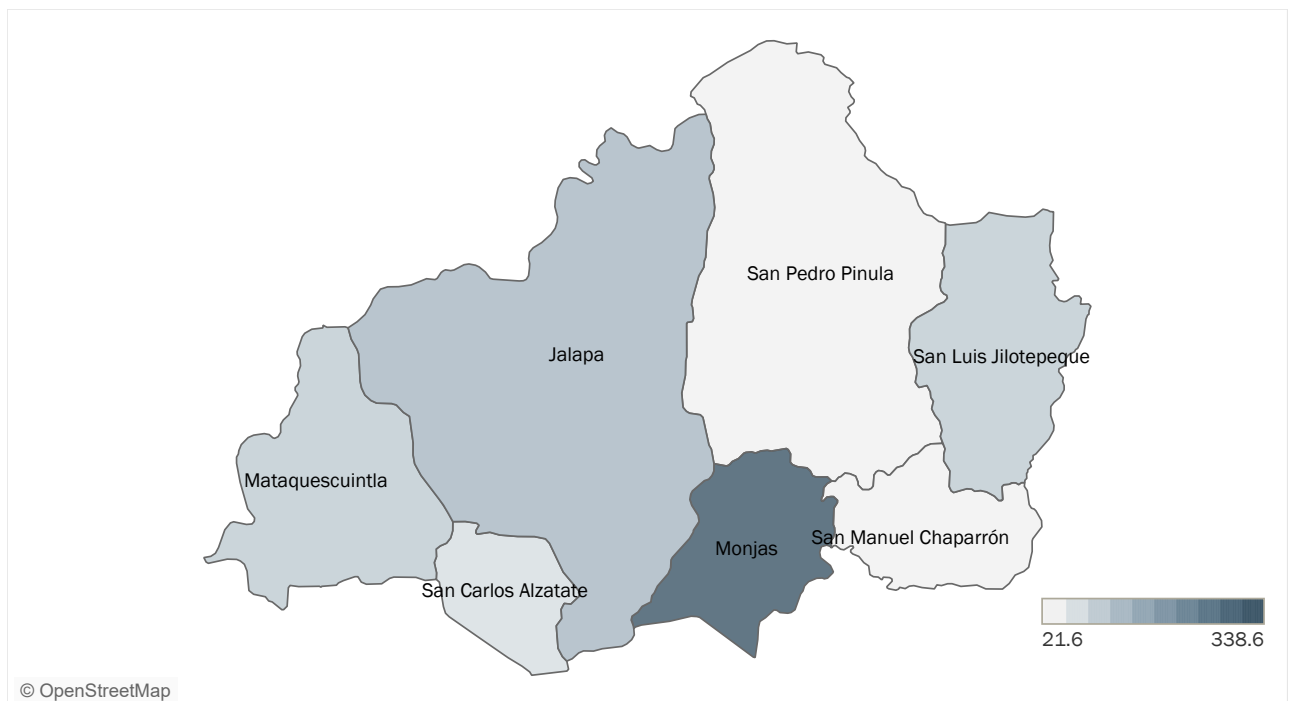 San Pedro Pinula
Jalapa
San Luis Jilotepeque
Mataquescuintla
San Manuel Chaparrón
Monjas
San Carlos Alzatate
21.6
338.6
© OpenStreetMap